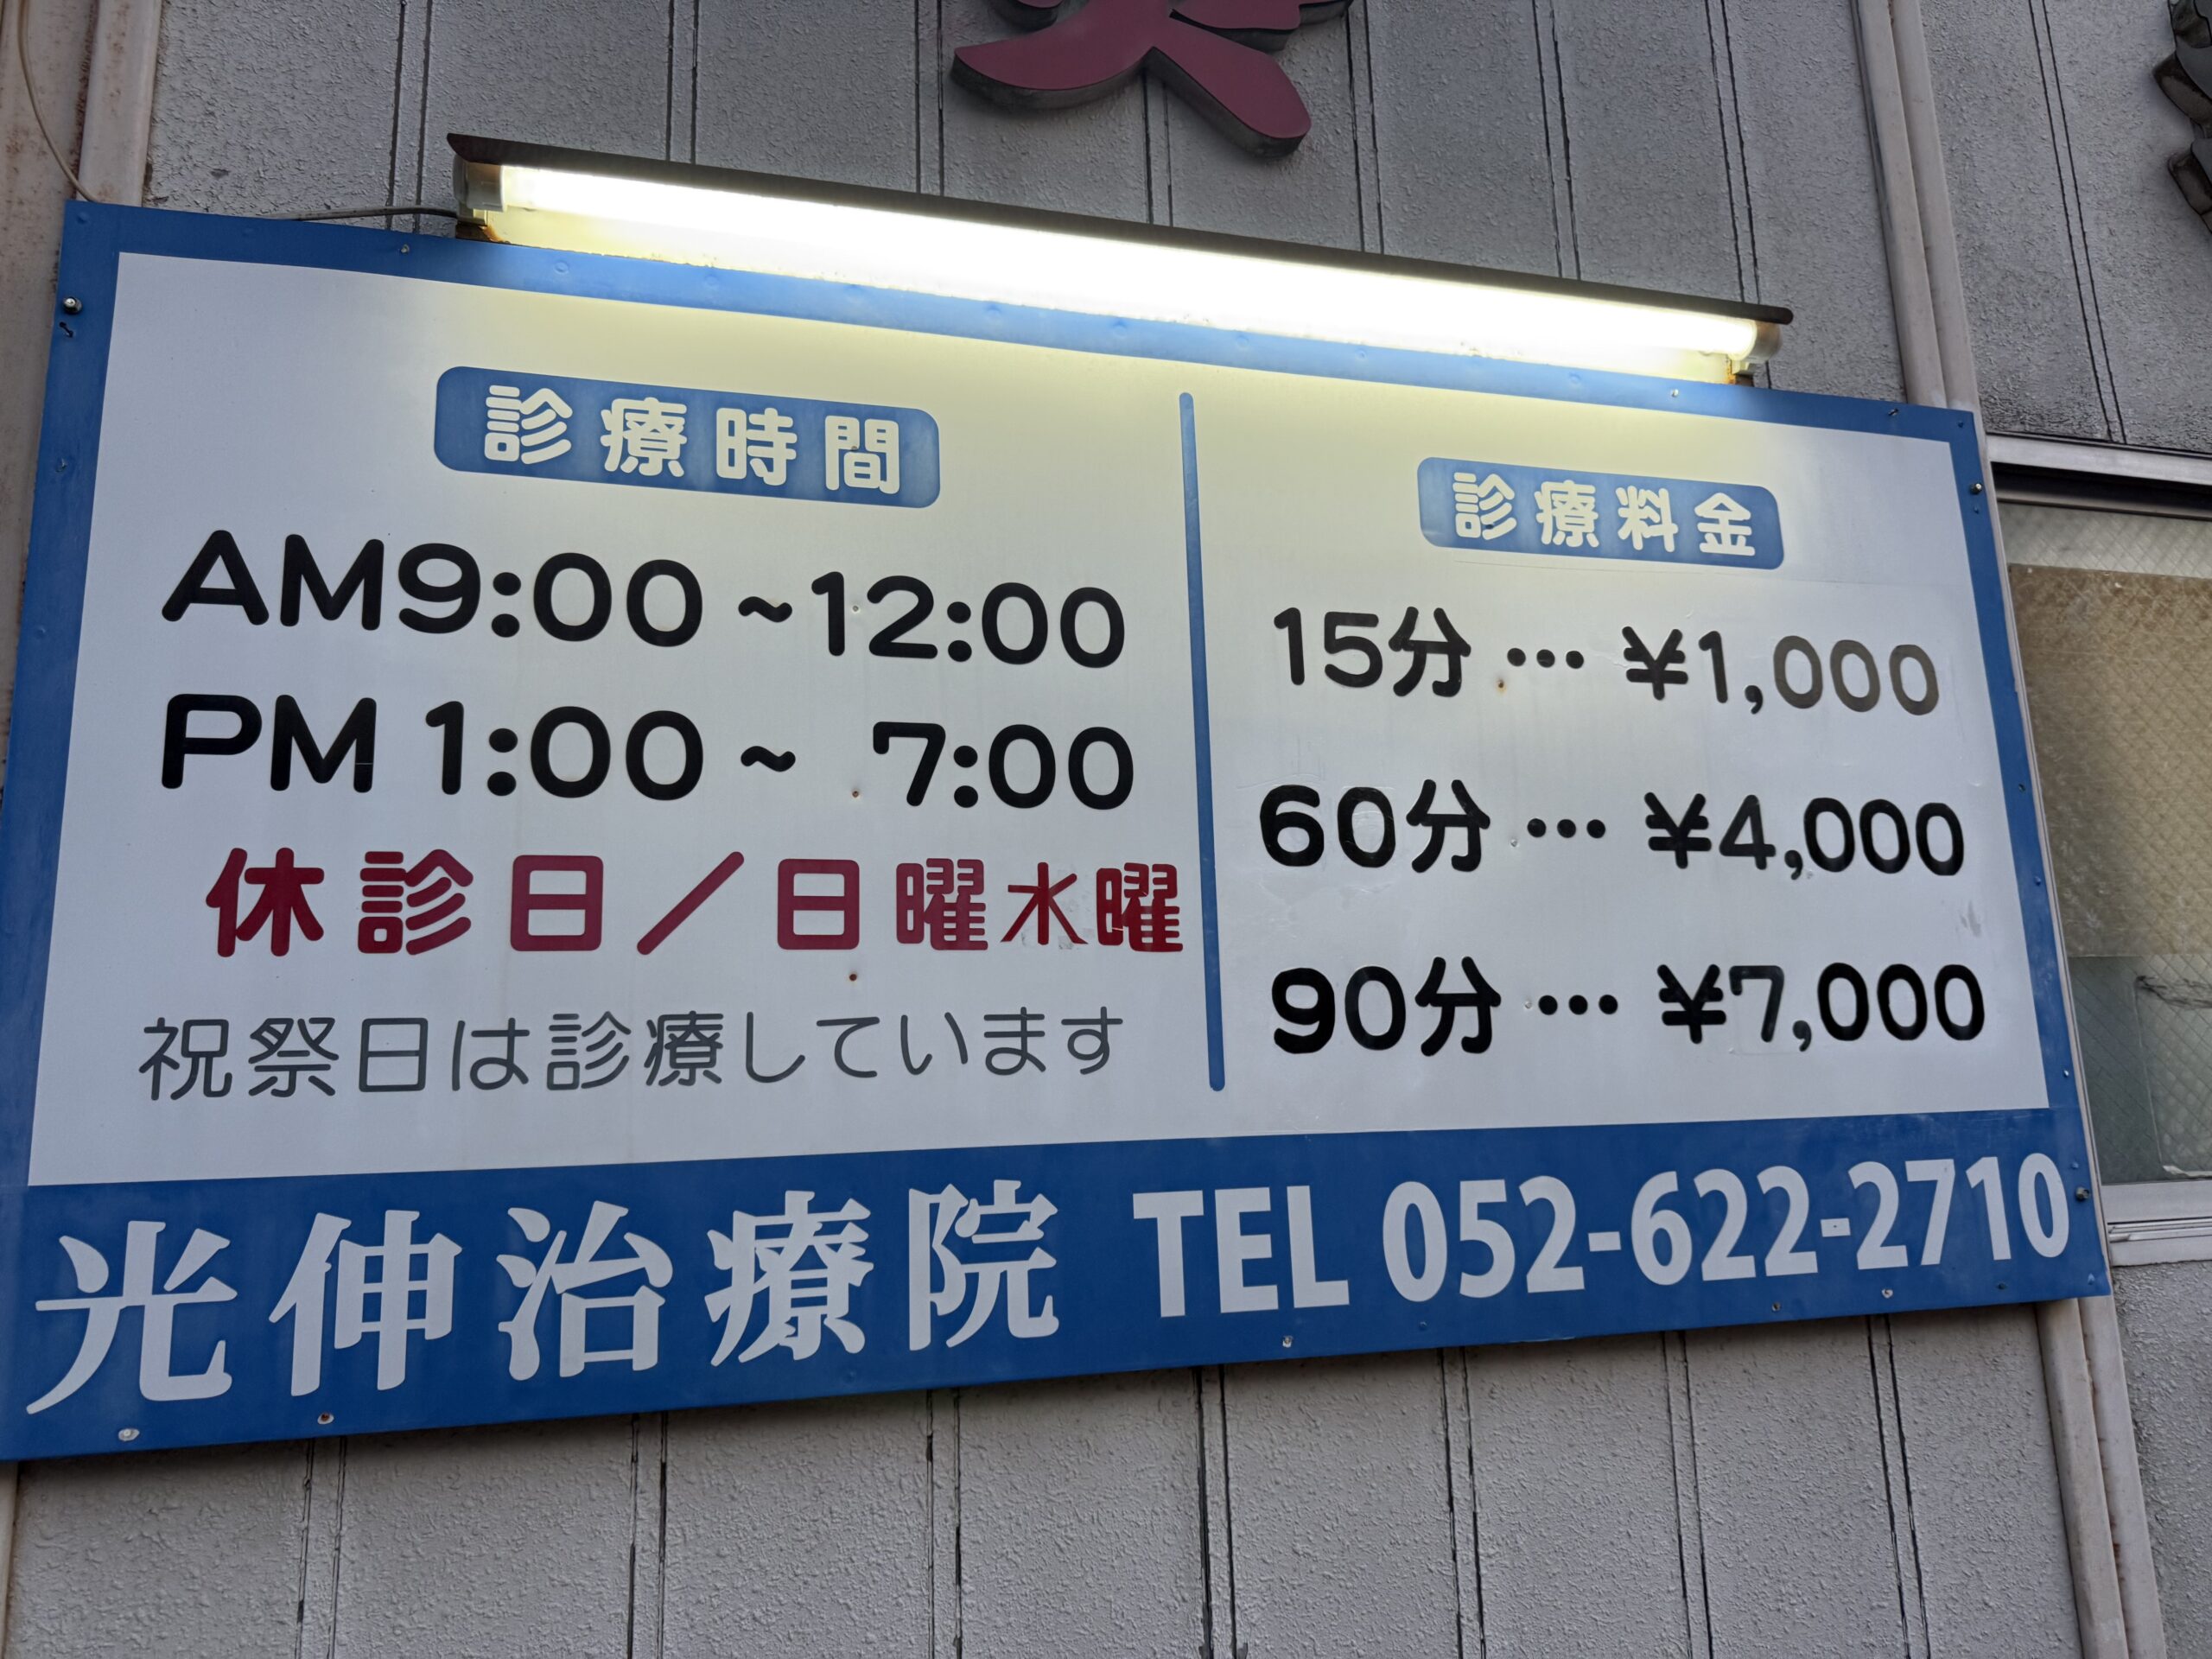 診療時間
AM9:00~12:00
PM 1:00~ 7:00
休診日/日曜水曜
祝祭日は診療しています
診療料金
15分…¥1,000
60分…¥4,000
90分…¥7,000
光伸治療院 TEL 052-622-2710